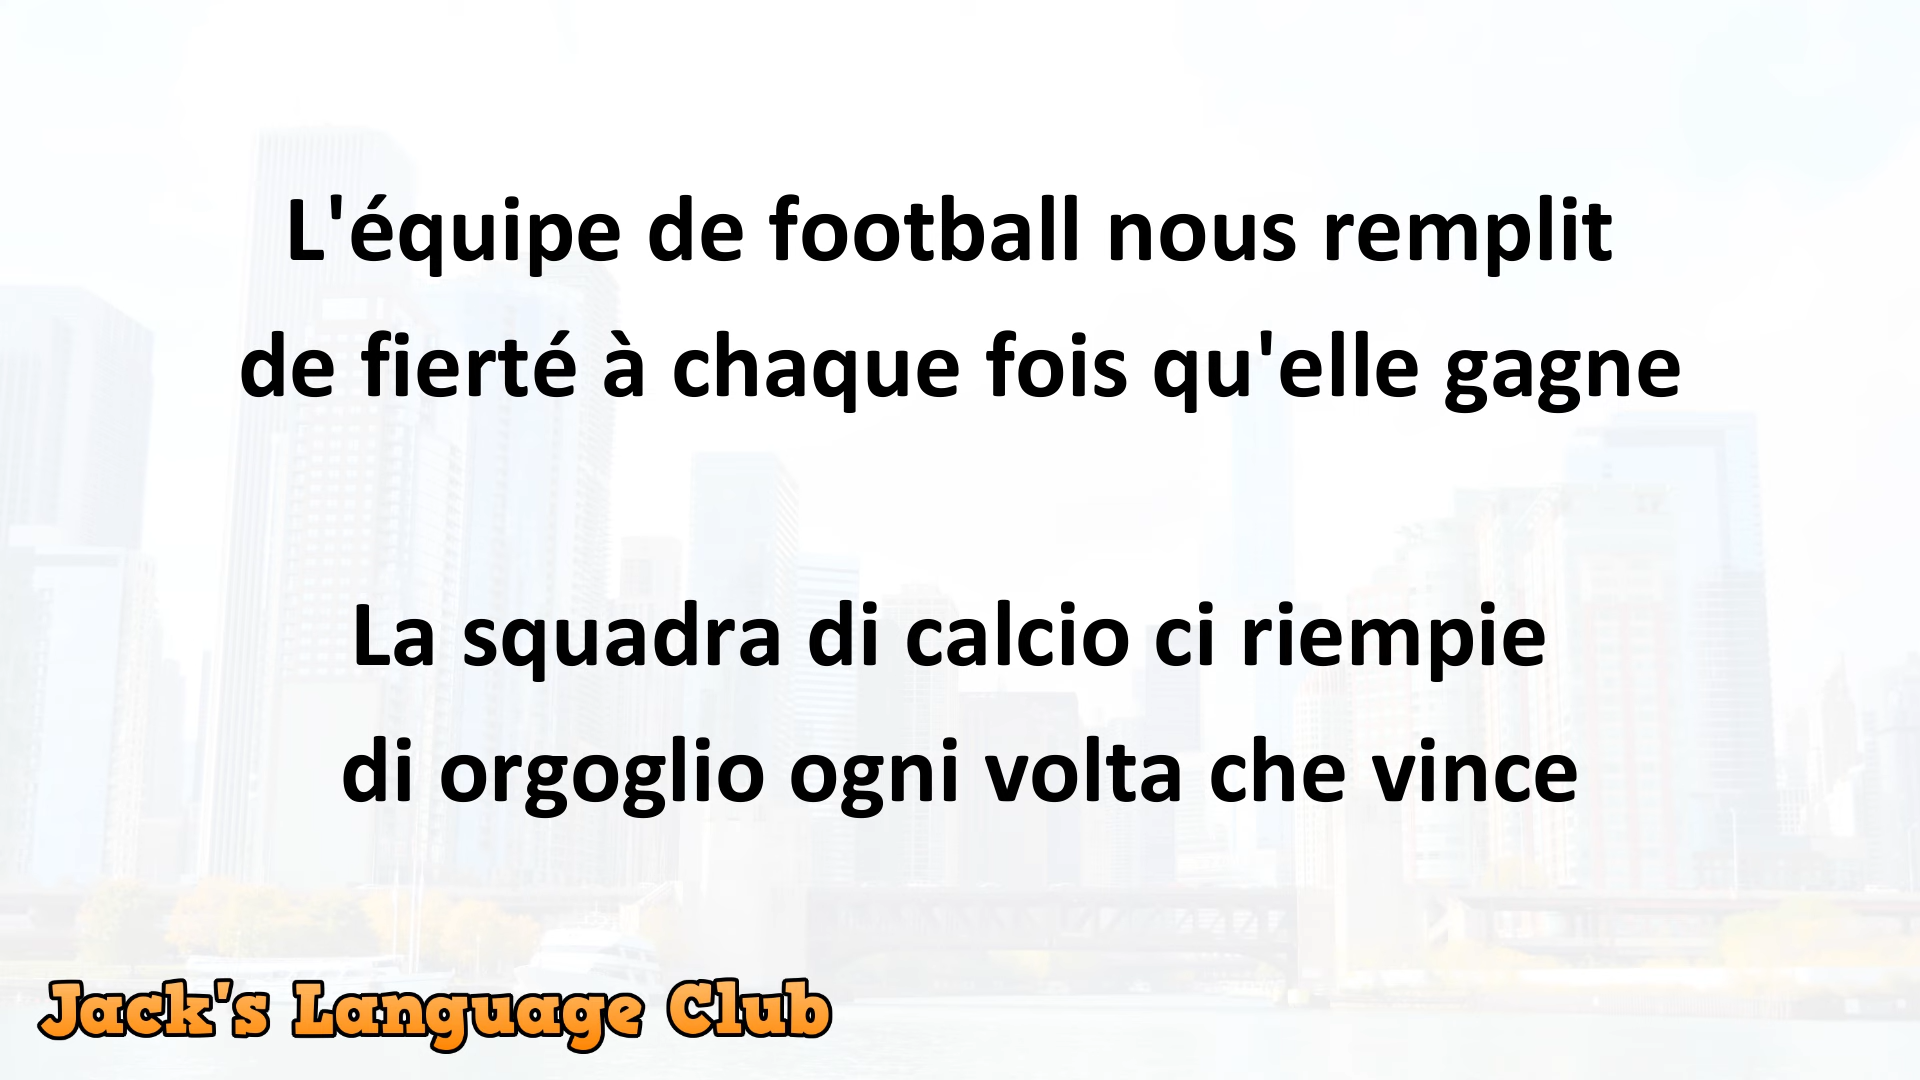 L'équipe de football nous remplit
de fierté à chaque fois qu'elle gagne
La squadra di calcio ci riempie
di orgoglio ogni volta che vince
Jack's Language Club